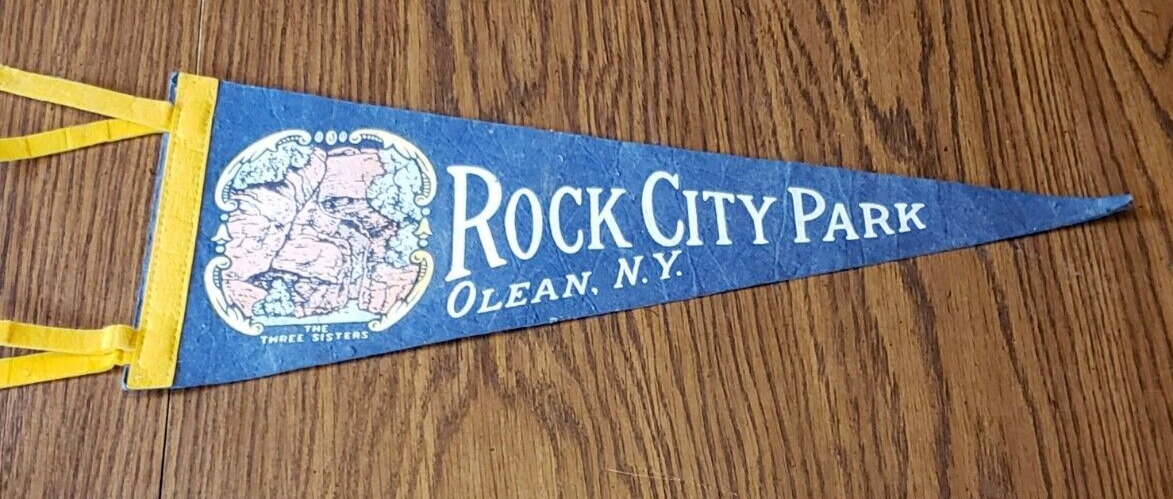 ROCK CITY PARK
OLEAN, N.Y.
THE
THREE SISTERS